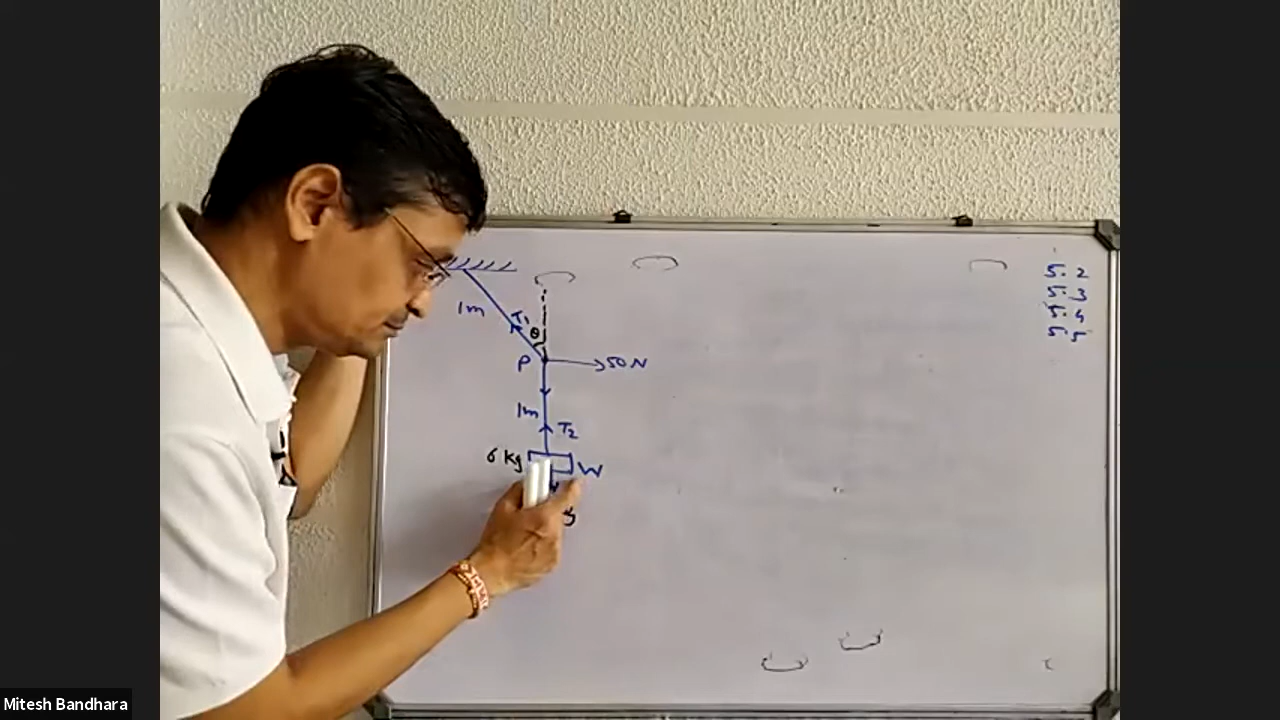 5.2
5.3
5.4
5.5
1m
T1
θ
P
50 N
1m
T2
6 kg
W
g
Mitesh Bandhara